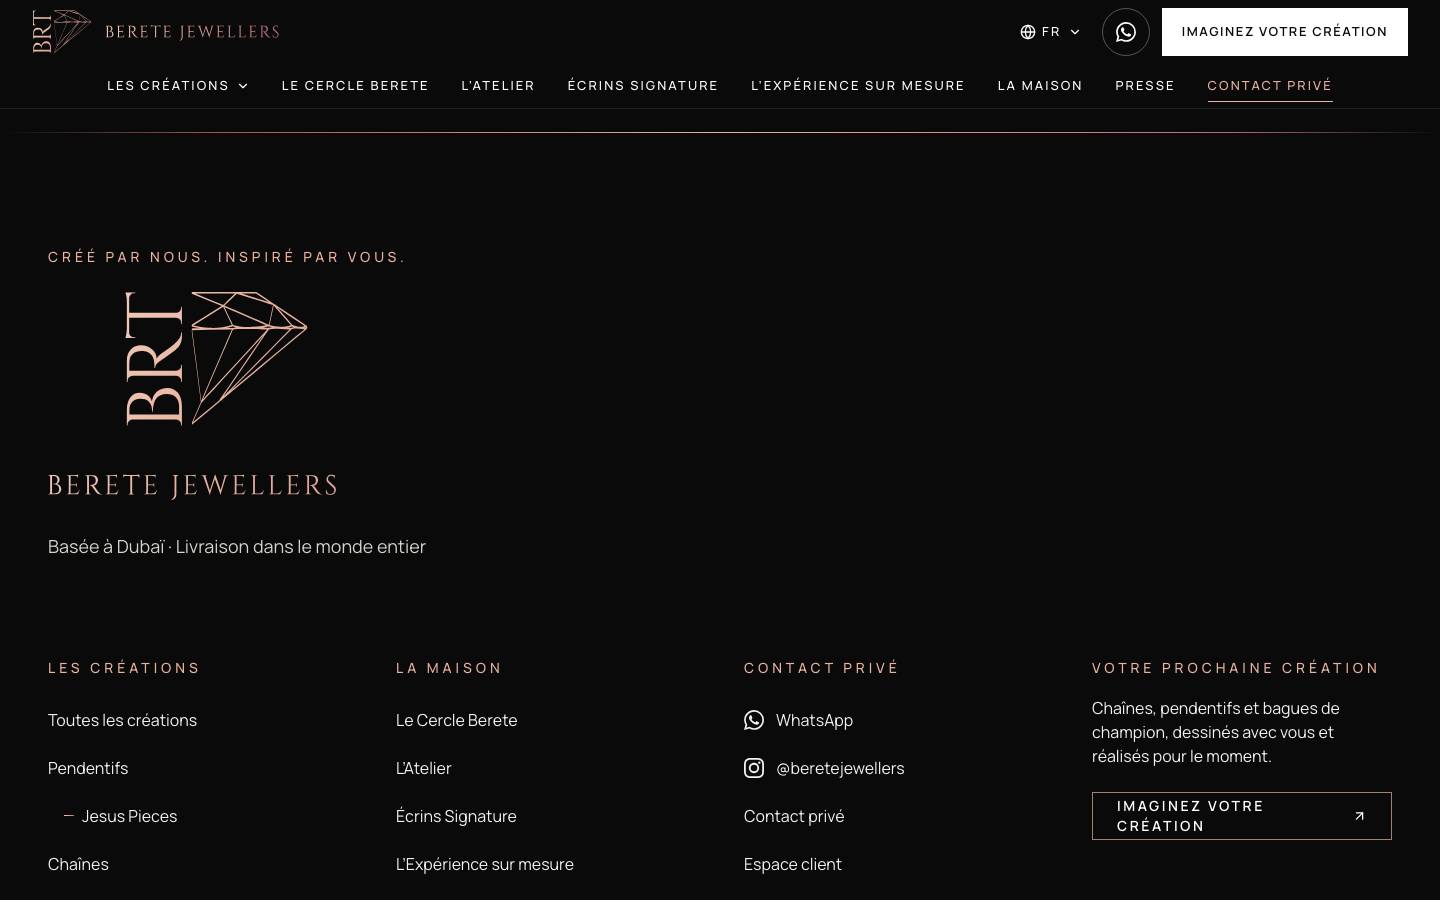 BRT BERETE JEWELLERS
FR
IMAGINEZ VOTRE CRÉATION
LES CRÉATIONS
LE CERCLE BERETE
L’ATELIER
ÉCRINS SIGNATURE
L’EXPÉRIENCE SUR MESURE
LA MAISON
PRESSE
CONTACT PRIVÉ
CRÉÉ PAR NOUS. INSPIRÉ PAR VOUS.
BRT
BERETE JEWELLERS
Basée à Dubaï · Livraison dans le monde entier
LES CRÉATIONS
Toutes les créations
Pendentifs
— Jesus Pieces
Chaînes
LA MAISON
Le Cercle Berete
L’Atelier
Écrins Signature
L’Expérience sur mesure
CONTACT PRIVÉ
WhatsApp
@beretejewellers
Contact privé
Espace client
VOTRE PROCHAINE CRÉATION
Chaînes, pendentifs et bagues de
champion, dessinés avec vous et
réalisés pour le moment.
IMAGINEZ VOTRE
CRÉATION